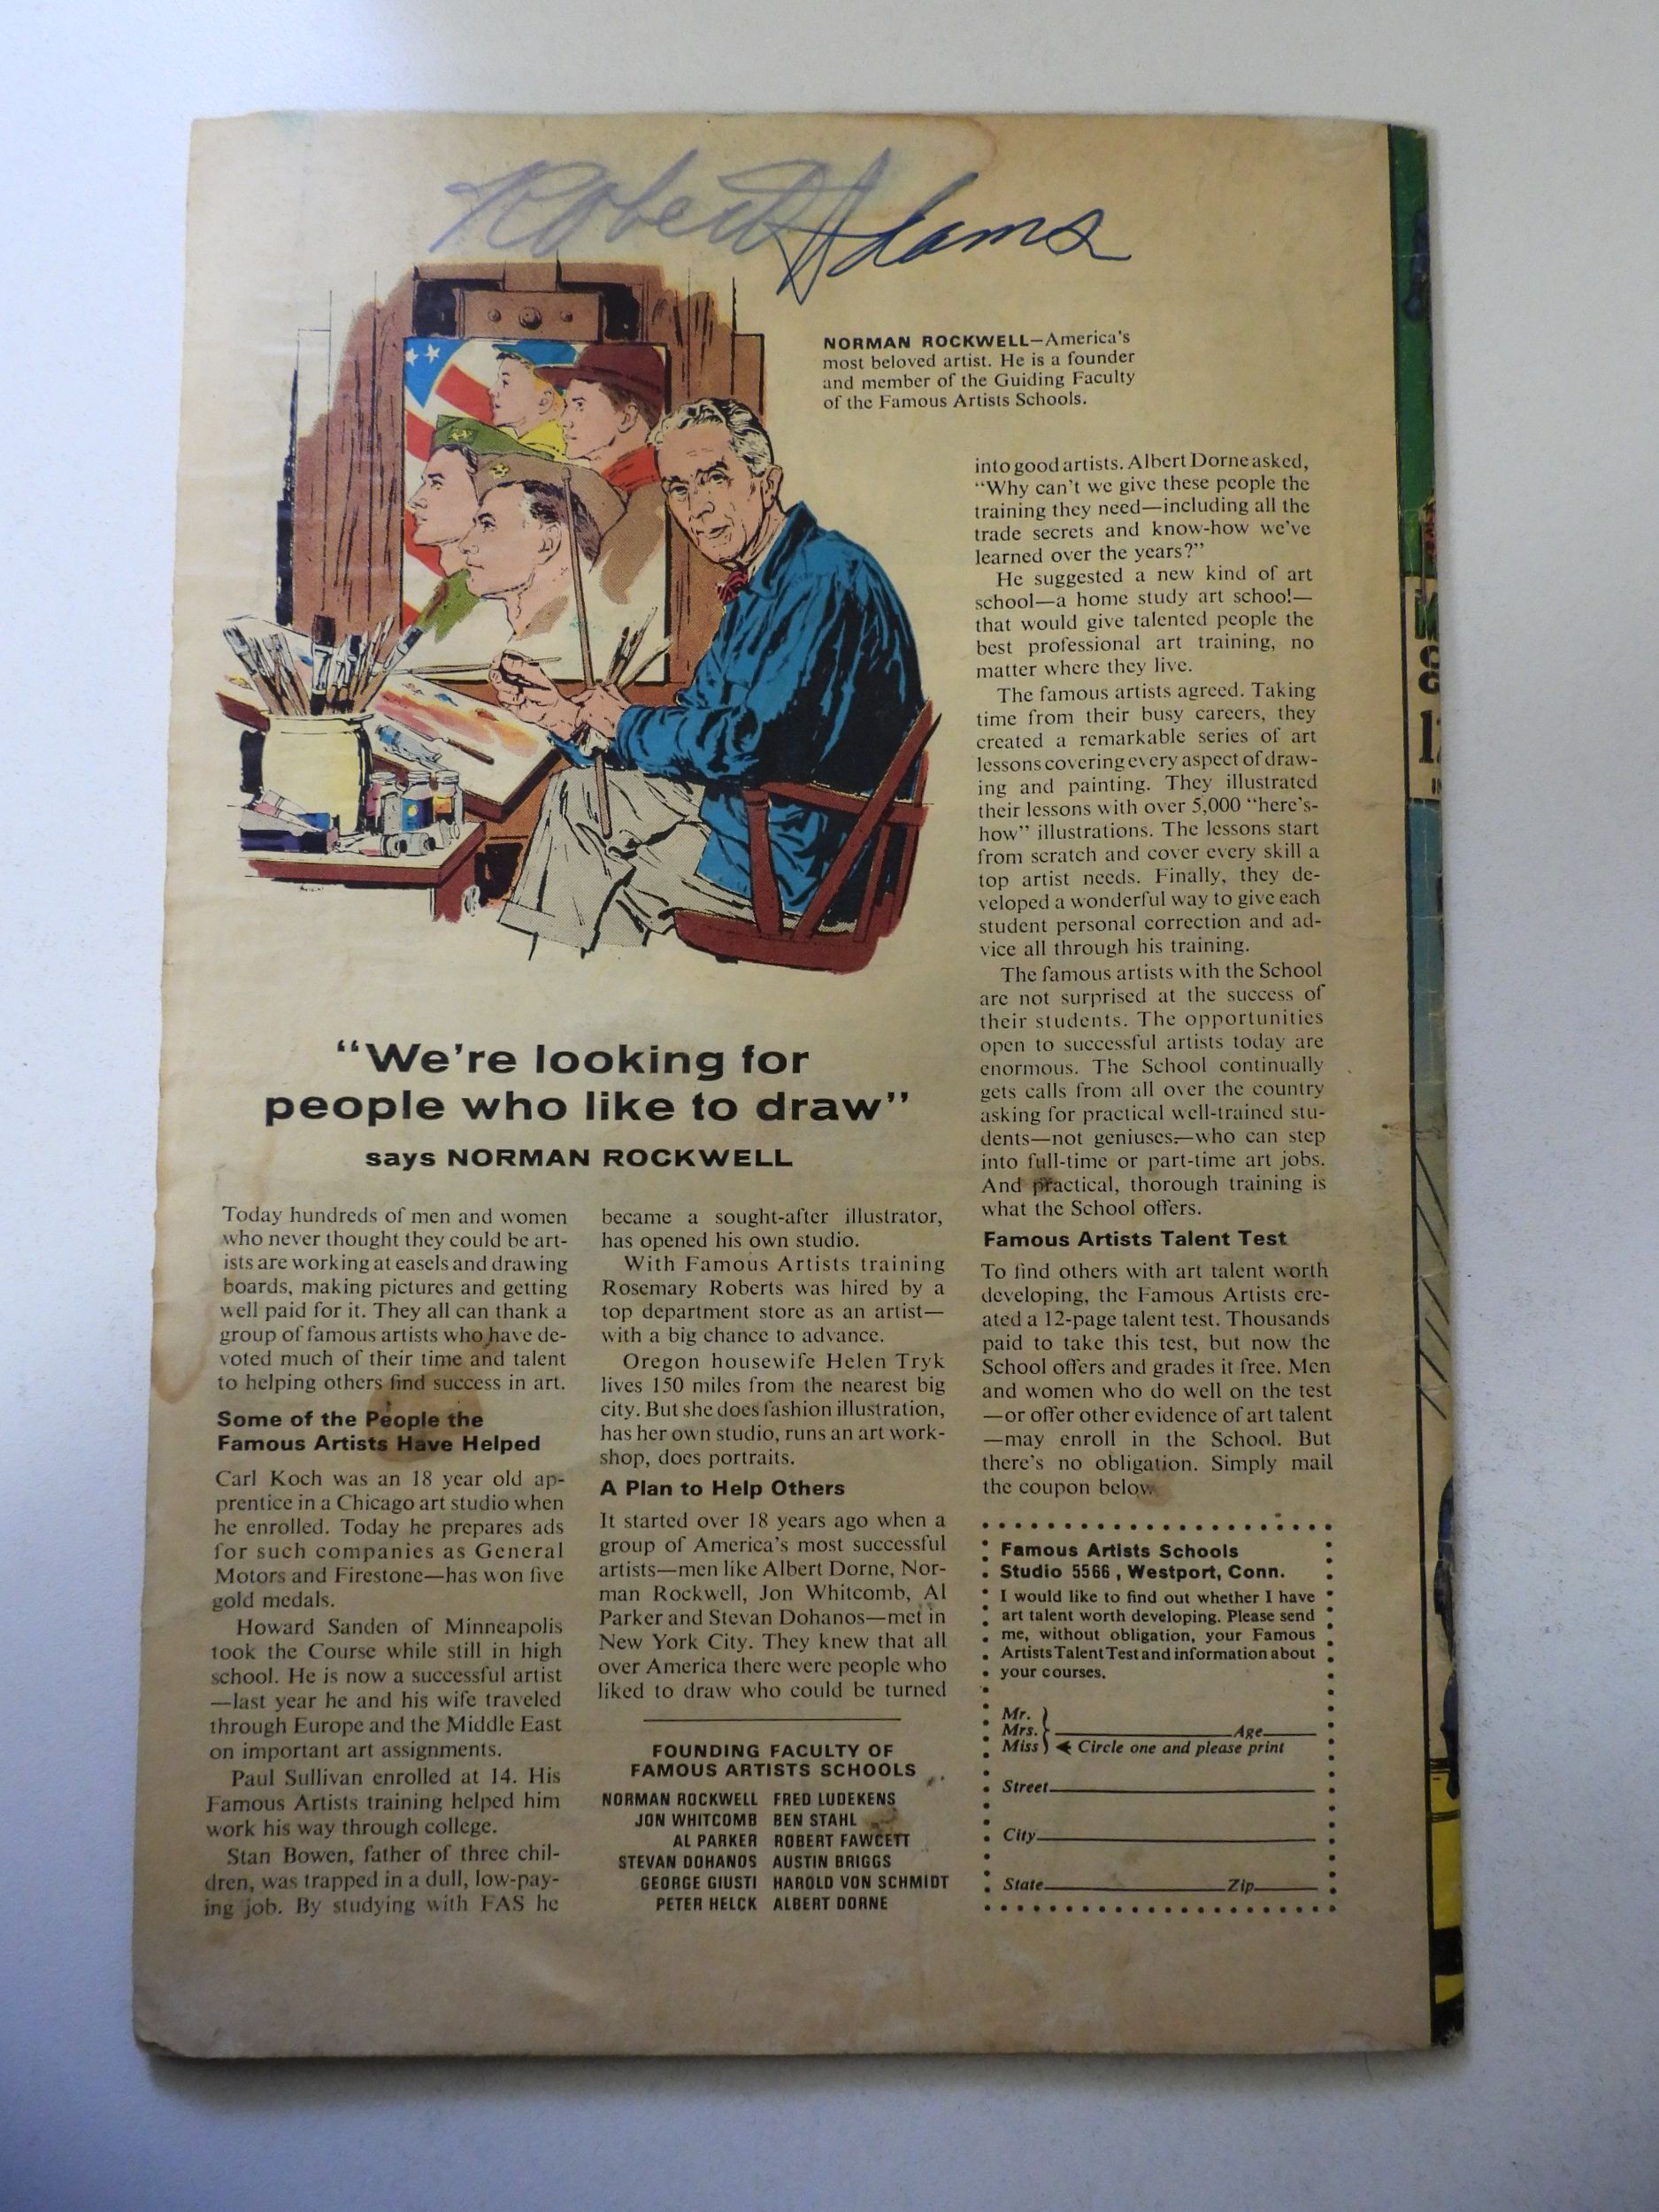 Robert Adams
NORMAN ROCKWELL—America's
most beloved artist. He is a founder
and member of the Guiding Faculty
of the Famous Artists Schools.
"We're looking for
people who like to draw"
says NORMAN ROCKWELL
Today hundreds of men and women
who never thought they could be art-
ists are working at easels and drawing
boards, making pictures and getting
well paid for it. They all can thank a
group of famous artists who have de-
voted much of their time and talent
to helping others find success in art.
Some of the People the
Famous Artists Have Helped
Carl Koch was an 18 year old ap-
prentice in a Chicago art studio when
he enrolled. Today he prepares ads
for such companies as General
Motors and Firestone—has won five
gold medals.
Howard Sanden of Minneapolis
took the Course while still in high
school. He is now a successful artist
—last year he and his wife traveled
through Europe and the Middle East
on important art assignments.
Paul Sullivan enrolled at 14. His
Famous Artists training helped him
work his way through college.
Stan Bowen, father of three chil-
dren, was trapped in a dull, low-pay-
ing job. By studying with FAS he
became a sought-after illustrator,
has opened his own studio.
With Famous Artists training
Rosemary Roberts was hired by a
top department store as an artist—
with a big chance to advance.
Oregon housewife Helen Tryk
lives 150 miles from the nearest big
city. But she does fashion illustration,
has her own studio, runs an art work-
shop, does portraits.
A Plan to Help Others
It started over 18 years ago when a
group of America's most successful
artists—men like Albert Dorne, Nor-
man Rockwell, Jon Whitcomb, Al
Parker and Stevan Dohanos—met in
New York City. They knew that all
over America there were people who
liked to draw who could be turned
into good artists. Albert Dorne asked,
"Why can't we give these people the
training they need—including all the
trade secrets and know-how we've
learned over the years?"
He suggested a new kind of art
school—a home study art school—
that would give talented people the
best professional art training, no
matter where they live.
The famous artists agreed. Taking
time from their busy careers, they
created a remarkable series of art
lessons covering every aspect of draw-
ing and painting. They illustrated
their lessons with over 5,000 "here's-
how" illustrations. The lessons start
from scratch and cover every skill a
top artist needs. Finally, they de-
veloped a wonderful way to give each
student personal correction and ad-
vice all through his training.
The famous artists with the School
are not surprised at the success of
their students. The opportunities
open to successful artists today are
enormous. The School continually
gets calls from all over the country
asking for practical well-trained stu-
dents—not geniuses—who can step
into full-time or part-time art jobs.
And practical, thorough training is
what the School offers.
Famous Artists Talent Test
To find others with art talent worth
developing, the Famous Artists cre-
ated a 12-page talent test. Thousands
paid to take this test, but now the
School offers and grades it free. Men
and women who do well on the test
—or offer other evidence of art talent
—may enroll in the School. But
there's no obligation. Simply mail
the coupon below.
FOUNDING FACULTY OF
FAMOUS ARTISTS SCHOOLS
NORMAN ROCKWELL FRED LUDEKENS
JON WHITCOMB BEN STAHL
AL PARKER ROBERT FAWCETT
STEVAN DOHANOS AUSTIN BRIGGS
GEORGE GIUSTI HAROLD VON SCHMIDT
PETER HELCK ALBERT DORNE
Famous Artists Schools
Studio 5566, Westport, Conn.
I would like to find out whether I have
art talent worth developing. Please send
me, without obligation, your Famous
Artists Talent Test and information about
your courses.
Mr.
Mrs. Age
Miss Circle one and please print
Street
City
State Zip